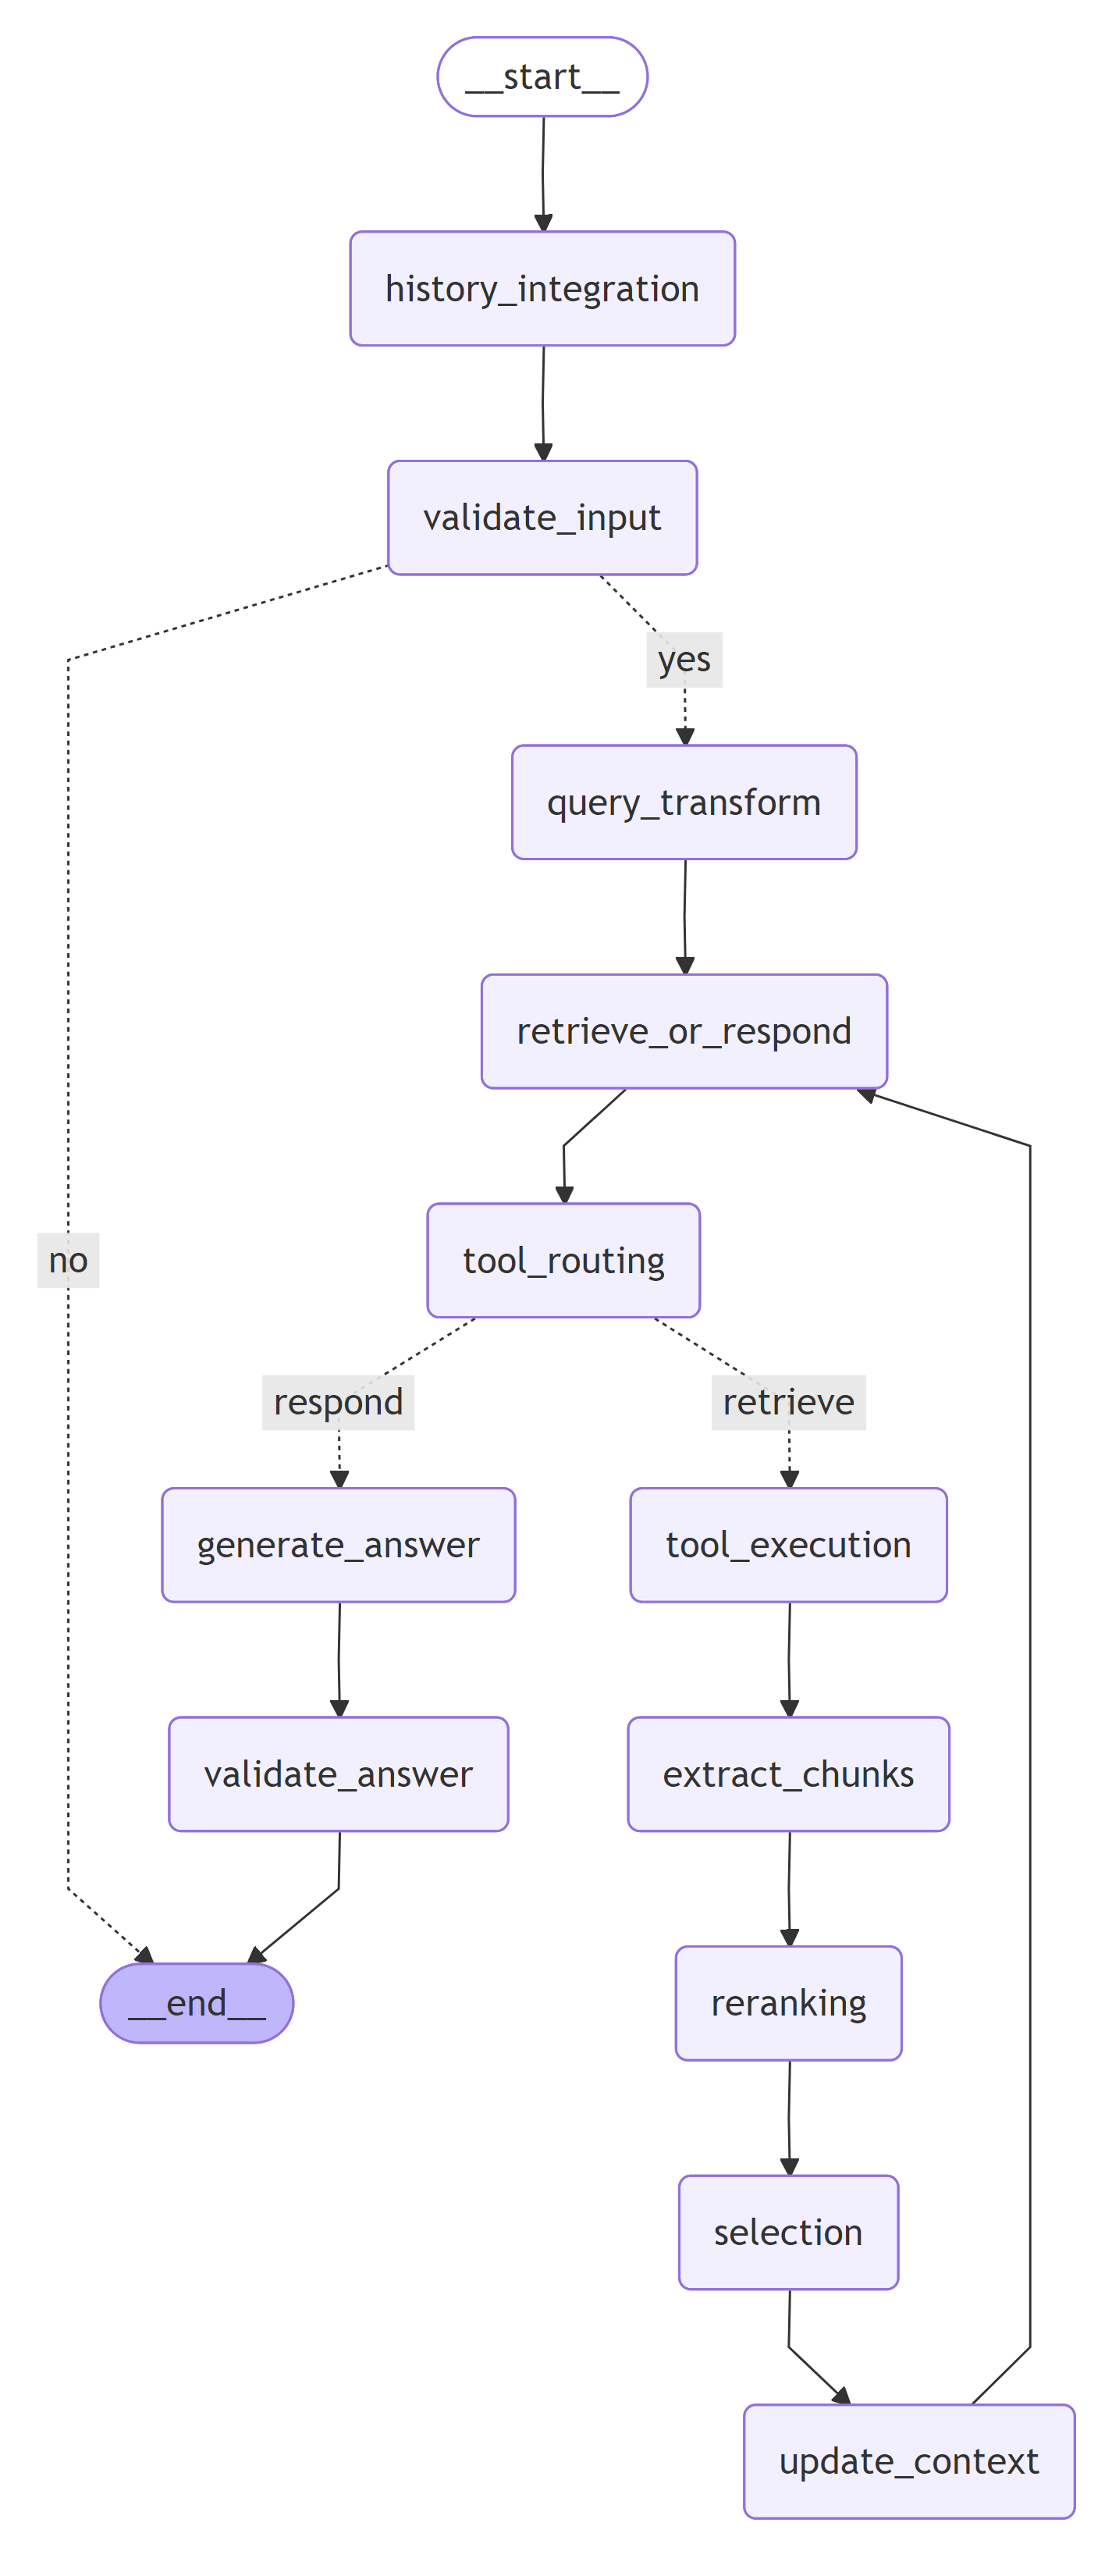 __start__
history_integration
validate_input
yes
query_transform
retrieve_or_respond
no
tool_routing
respond
retrieve
generate_answer
tool_execution
validate_answer
extract_chunks
__end__
reranking
selection
update_context